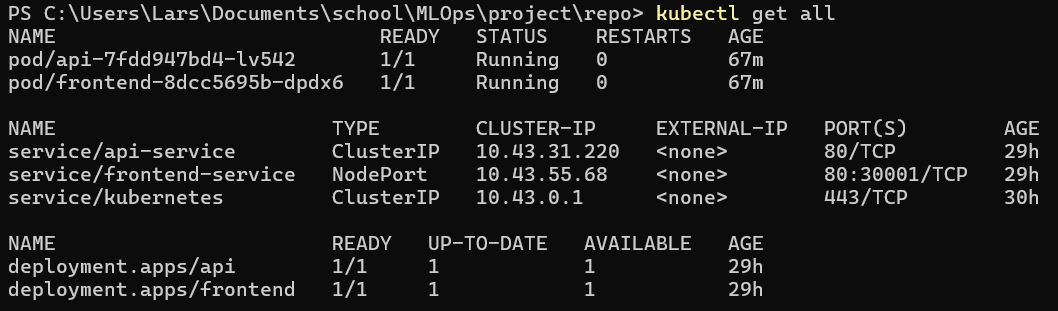 PS C:\Users\Lars\Documents\school\MLOps\project\repo> kubectl get all
NAME READY STATUS RESTARTS AGE
pod/api-7fdd947bd4-lv542 1/1 Running 0 67m
pod/frontend-8dcc5695b-dpdx6 1/1 Running 0 67m
NAME TYPE CLUSTER-IP EXTERNAL-IP PORT(S) AGE
service/api-service ClusterIP 10.43.31.220 <none> 80/TCP 29h
service/frontend-service NodePort 10.43.55.68 <none> 80:30001/TCP 29h
service/kubernetes ClusterIP 10.43.0.1 <none> 443/TCP 30h
NAME READY UP-TO-DATE AVAILABLE AGE
deployment.apps/api 1/1 1 1 29h
deployment.apps/frontend 1/1 1 1 29h